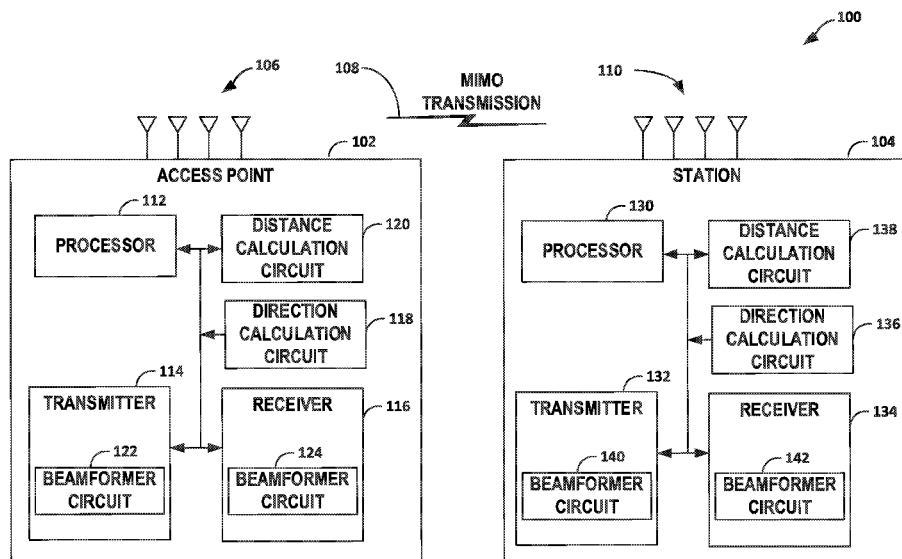 100
106
108
MIMO
TRANSMISSION
110
102
ACCESS POINT
112
PROCESSOR
DISTANCE
CALCULATION
CIRCUIT
120
DIRECTION
CALCULATION
CIRCUIT
118
114
TRANSMITTER
122
BEAMFORMER
CIRCUIT
RECEIVER
116
124
BEAMFORMER
CIRCUIT
104
STATION
130
PROCESSOR
DISTANCE
CALCULATION
CIRCUIT
138
DIRECTION
CALCULATION
CIRCUIT
136
132
TRANSMITTER
140
BEAMFORMER
CIRCUIT
RECEIVER
134
142
BEAMFORMER
CIRCUIT